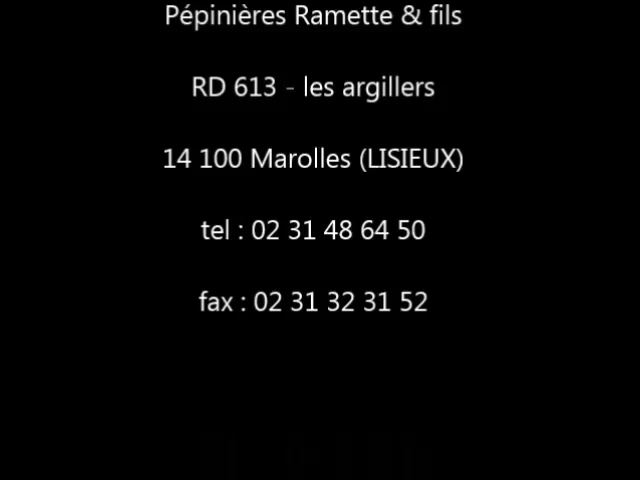 Pépinières Ramette & fils
RD 613 - les argillers
14 100 Marolles (LISIEUX)
tel : 02 31 48 64 50
fax : 02 31 32 31 52